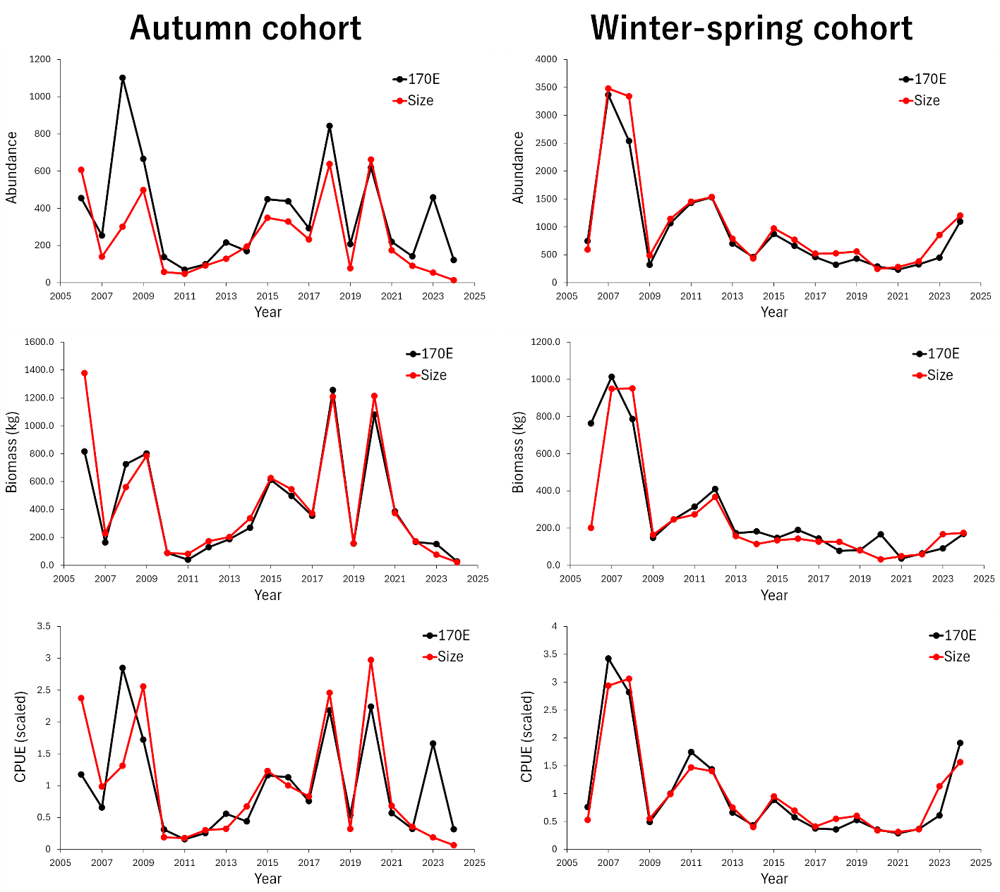 Autumn cohort
Winter-spring cohort
1200
1000
800
600
400
200
0
Abundance
2005 2007 2009 2011 2013 2015 2017 2019 2021 2023 2025
Year
170E
Size
4000
3500
3000
2500
2000
1500
1000
500
0
Abundance
2005 2007 2009 2011 2013 2015 2017 2019 2021 2023 2025
Year
170E
Size
1600.0
1400.0
1200.0
1000.0
800.0
600.0
400.0
200.0
0.0
Biomass (kg)
2005 2007 2009 2011 2013 2015 2017 2019 2021 2023 2025
Year
170E
Size
1200.0
1000.0
800.0
600.0
400.0
200.0
0.0
Biomass (kg)
2005 2007 2009 2011 2013 2015 2017 2019 2021 2023 2025
Year
170E
Size
3.5
3
2.5
2
1.5
1
0.5
0
CPUE (scaled)
2005 2007 2009 2011 2013 2015 2017 2019 2021 2023 2025
Year
170E
Size
4
3.5
3
2.5
2
1.5
1
0.5
0
CPUE (scaled)
2005 2007 2009 2011 2013 2015 2017 2019 2021 2023 2025
Year
170E
Size